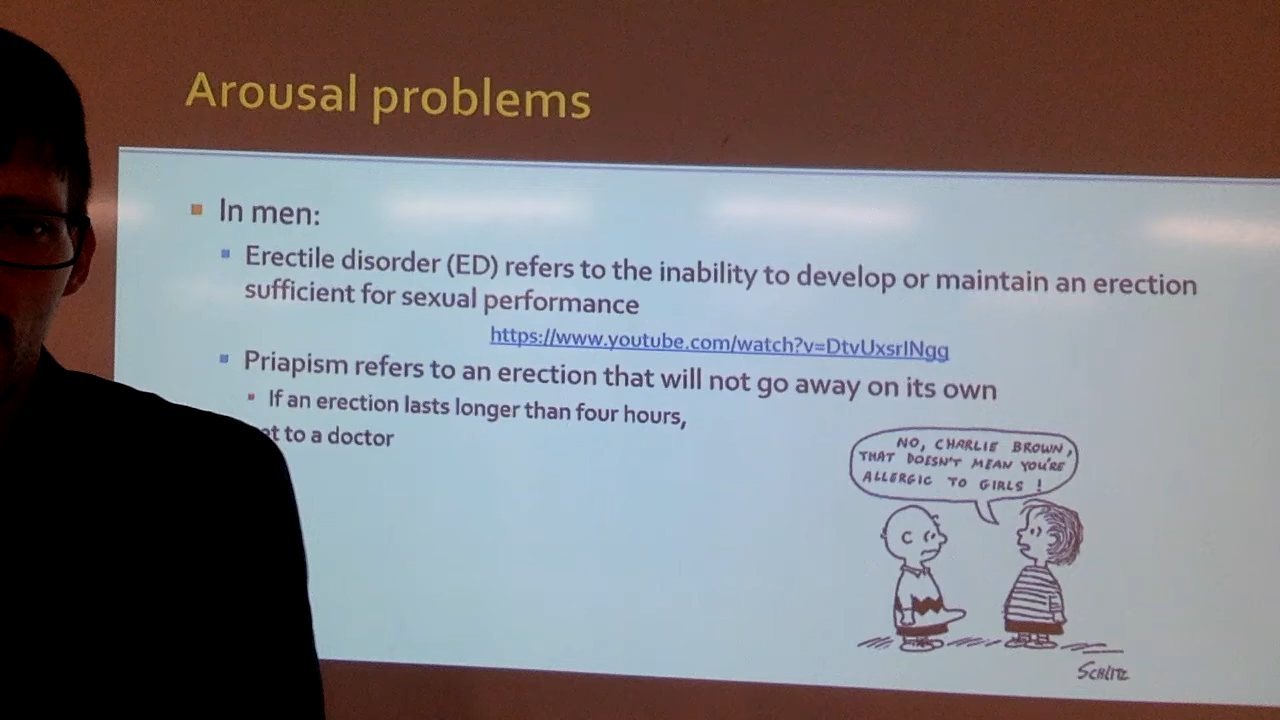 Arousal problems
In men:
Erectile disorder (ED) refers to the inability to develop or maintain an erection
sufficient for sexual performance
https://www.youtube.com/watch?v=DtvUxsrlNgg
Priapism refers to an erection that will not go away on its own
If an erection lasts longer than four hours,
et to a doctor
NO, CHARLIE BROWN,
THAT DOESN'T MEAN YOU'RE
ALLERGIC TO GIRLS !